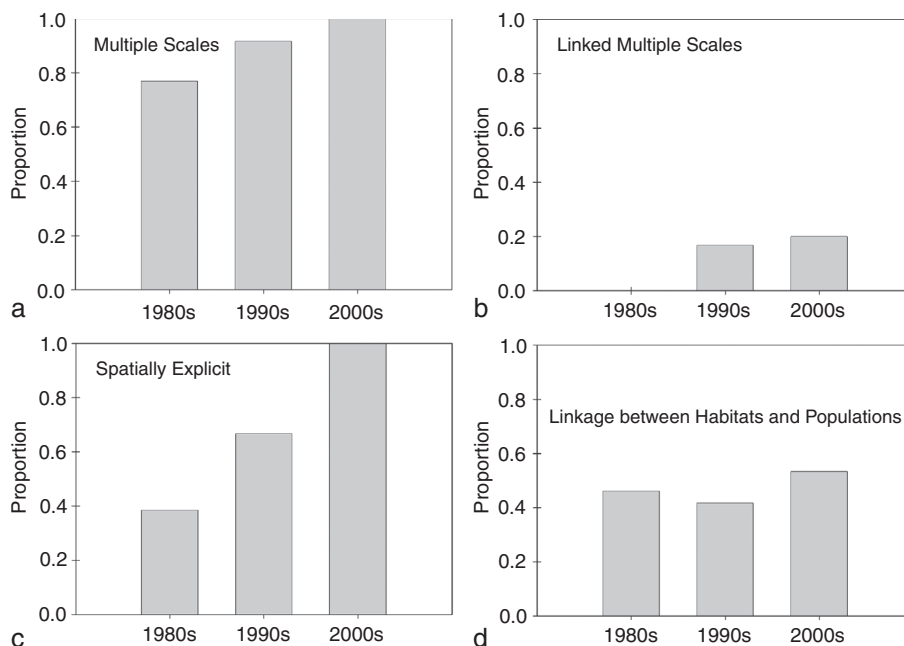 1.0
Multiple Scales
0.8
0.6
0.4
0.2
0.0
Proportion
1980s 1990s 2000s
a
1.0
Linked Multiple Scales
0.8
0.6
0.4
0.2
0.0
Proportion
1980s 1990s 2000s
b
1.0
Spatially Explicit
0.8
0.6
0.4
0.2
0.0
Proportion
1980s 1990s 2000s
c
1.0
0.8
Linkage between Habitats and Populations
0.6
0.4
0.2
0.0
Proportion
1980s 1990s 2000s
d